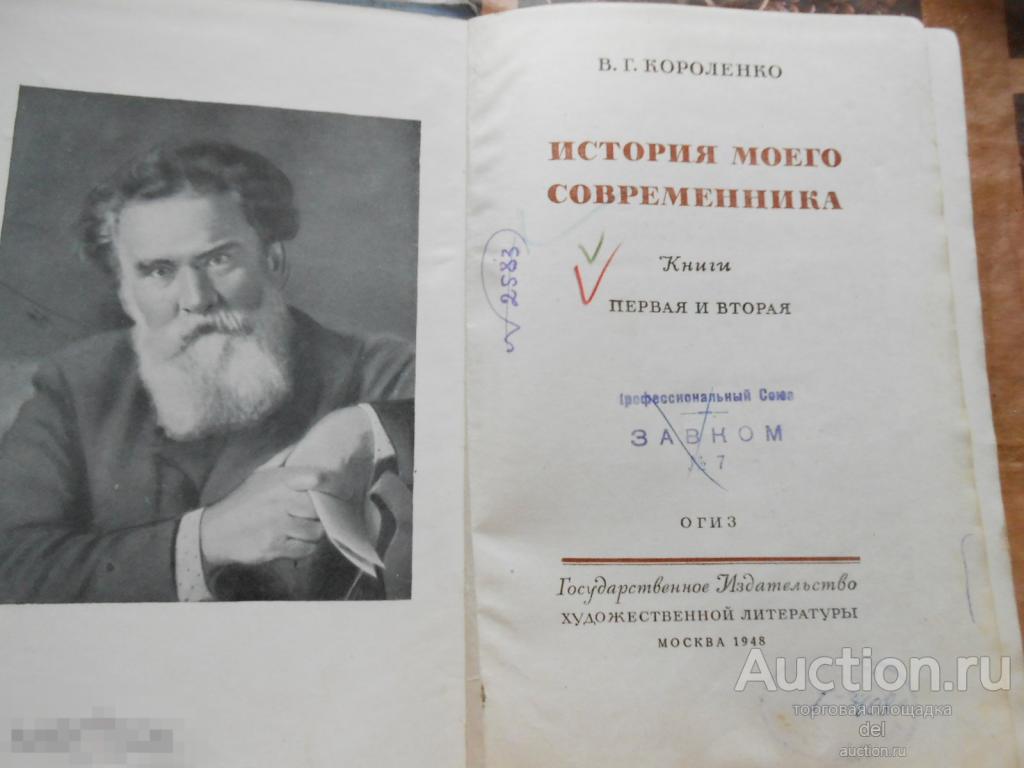 В. Г. КОРОЛЕНКО
ИСТОРИЯ МОЕГО
СОВРЕМЕННИКА
Книги
ПЕРВАЯ И ВТОРАЯ
2583
Профессиональный Союз
ЗАВКОМ
№ 7
ОГИЗ
Государственное Издательство
ХУДОЖЕСТВЕННОЙ ЛИТЕРАТУРЫ
МОСКВА 1948
Auction.ru
торговая площадка
del
auction.ru